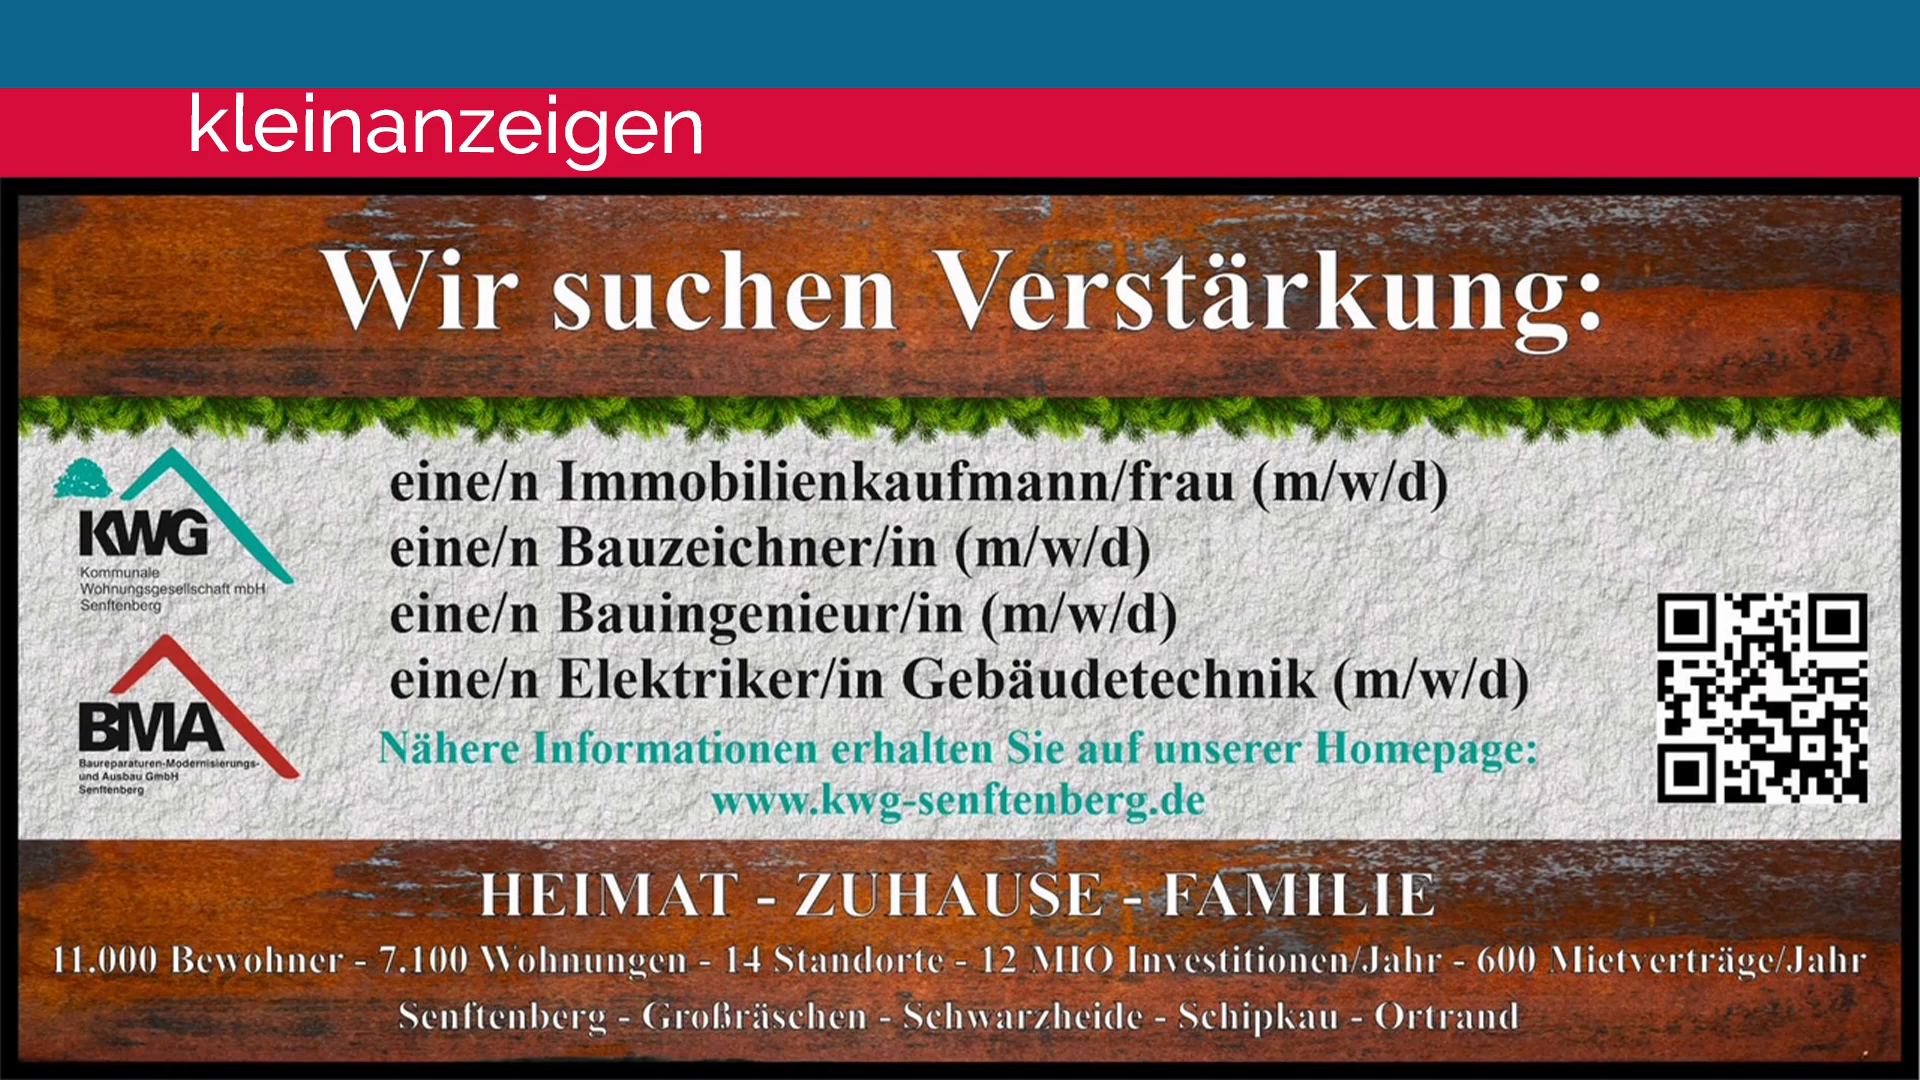 kleinanzeigen
Wir suchen Verstärkung:
eine/n Immobilienkaufmann/frau (m/w/d)
eine/n Bauzeichner/in (m/w/d)
eine/n Bauingenieur/in (m/w/d)
eine/n Elektriker/in Gebäudetechnik (m/w/d)
KWG
Kommunale
Wohnungsgesellschaft mbH
Senftenberg
BMA
Baureparaturen-Modernisierungs-
und Ausbau GmbH
Senftenberg
Nähere Informationen erhalten Sie auf unserer Homepage:
www.kwg-senftenberg.de
HEIMAT - ZUHAUSE - FAMILIE
11.000 Bewohner - 7.100 Wohnungen - 14 Standorte - 12 MIO Investitionen/Jahr - 600 Mietverträge/Jahr
Senftenberg - Großräschen - Schwarzheide - Schipkau - Ortrand